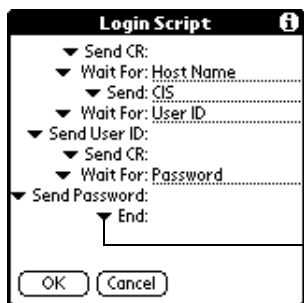 Login Script
Send CR:
Wait For: Host Name
Send: CIS
Wait For: User ID
Send User ID:
Send CR:
Wait For: Password
Send Password:
End:
OK Cancel